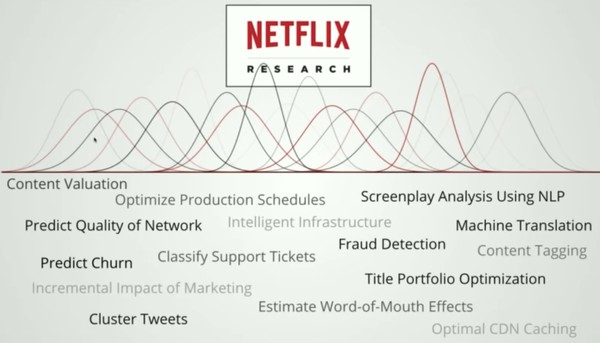 NETFLIX
RESEARCH
Content Valuation
Optimize Production Schedules
Screenplay Analysis Using NLP
Predict Quality of Network
Intelligent Infrastructure
Machine Translation
Fraud Detection
Content Tagging
Classify Support Tickets
Predict Churn
Title Portfolio Optimization
Incremental Impact of Marketing
Estimate Word-of-Mouth Effects
Cluster Tweets
Optimal CDN Caching